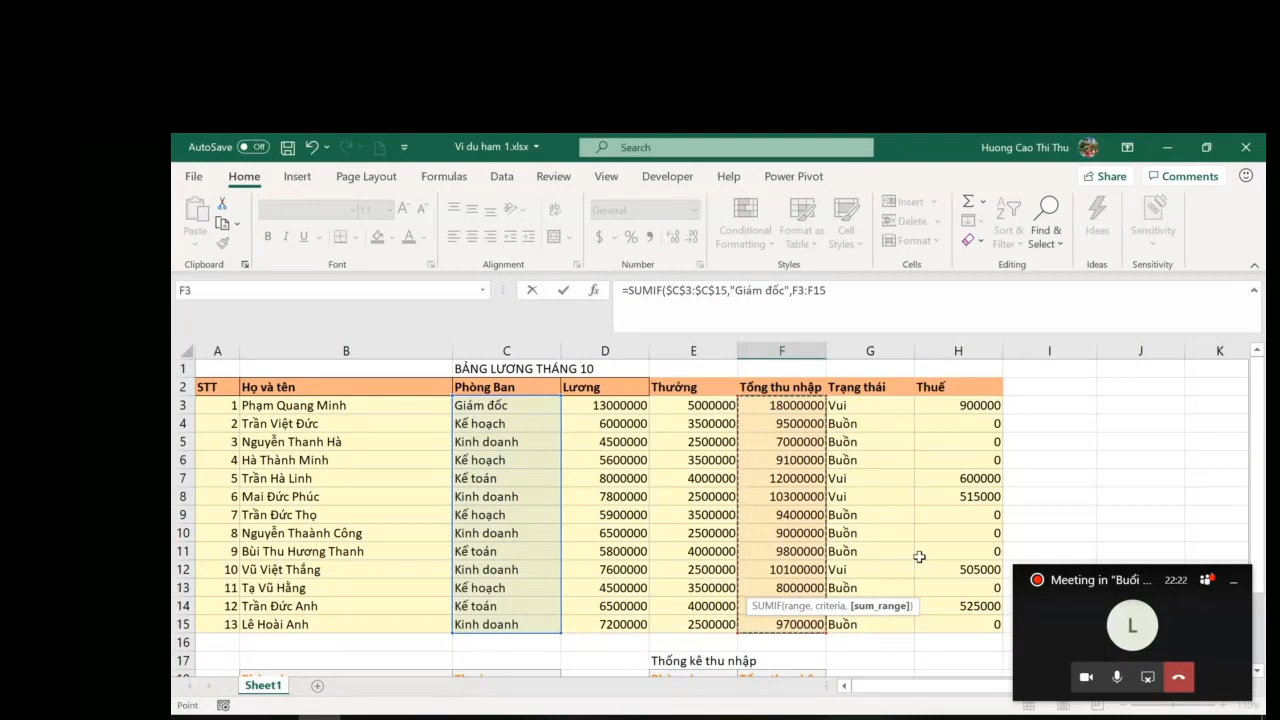 AutoSave Off Vi du ham 1.xlsx Search Huong Cao Thi Thu
File Home Insert Page Layout Formulas Data Review View Developer Help Power Pivot Share Comments
Paste General Conditional Formatting Format as Table Cell Styles Insert Delete Format Sort & Filter Find & Select Ideas Sensitivity
Clipboard Font Alignment Number Styles Cells Editing Ideas Sensitivity
F3 =SUMIF($C$3:$C$15,"Giám đốc",F3:F15
A B C D E F G H I J K
1 BẢNG LƯƠNG THÁNG 10
2 STT Họ và tên Phòng Ban Lương Thưởng Tổng thu nhập Trạng thái Thuế
3 1 Phạm Quang Minh Giám đốc 13000000 5000000 18000000 Vui 900000
4 2 Trần Việt Đức Kế hoạch 6000000 3500000 9500000 Buồn 0
5 3 Nguyễn Thanh Hà Kinh doanh 4500000 2500000 7000000 Buồn 0
6 4 Hà Thành Minh Kế hoạch 5600000 3500000 9100000 Buồn 0
7 5 Trần Hà Linh Kế toán 8000000 4000000 12000000 Vui 600000
8 6 Mai Đức Phúc Kinh doanh 7800000 2500000 10300000 Vui 515000
9 7 Trần Đức Thọ Kế hoạch 5900000 3500000 9400000 Buồn 0
10 8 Nguyễn Thaành Công Kinh doanh 6500000 2500000 9000000 Buồn 0
11 9 Bùi Thu Hương Thanh Kế toán 5800000 4000000 9800000 Buồn 0
12 10 Vũ Việt Thắng Kinh doanh 7600000 2500000 10100000 Vui 505000
13 11 Tạ Vũ Hằng Kế hoạch 4500000 3500000 8000000 Buồn 0
14 12 Trần Đức Anh Kế toán 6500000 4000000 SUMIF(range, criteria, [sum_range]) 525000
15 13 Lê Hoài Anh Kinh doanh 7200000 2500000 9700000 Buồn 0
16
17 Thống kê thu nhập
Meeting in "Buổi ... 22:22
L
Sheet1
Point